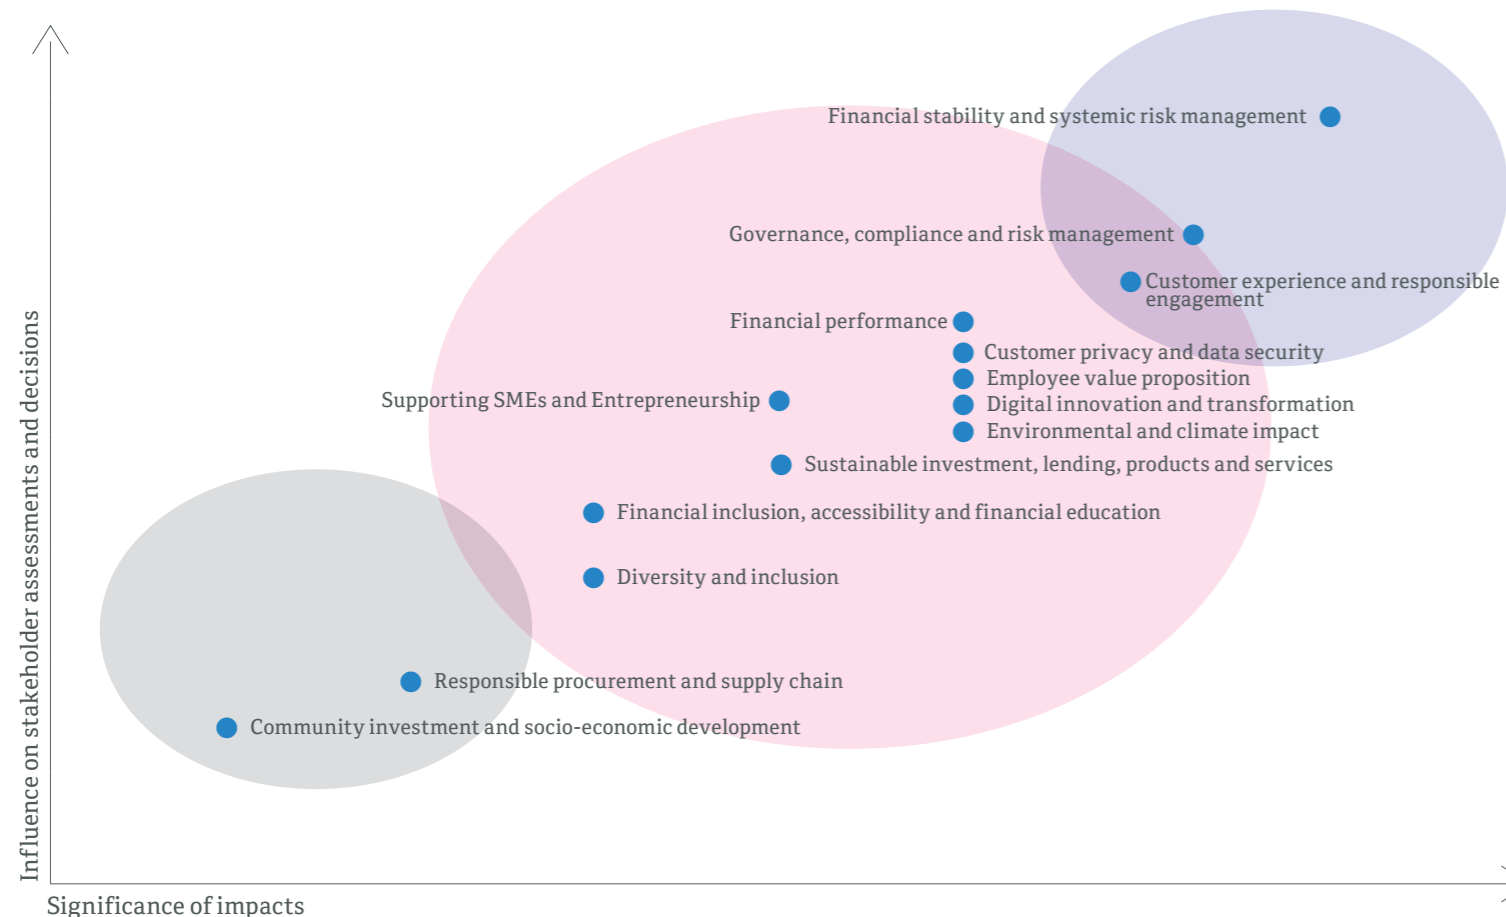 Influence on stakeholder assessments and decisions
Financial stability and systemic risk management
Governance, compliance and risk management
Customer experience and responsible
engagement
Financial performance
Customer privacy and data security
Employee value proposition
Supporting SMEs and Entrepreneurship
Digital innovation and transformation
Environmental and climate impact
Sustainable investment, lending, products and services
Financial inclusion, accessibility and financial education
Diversity and inclusion
Responsible procurement and supply chain
Community investment and socio-economic development
Significance of impacts